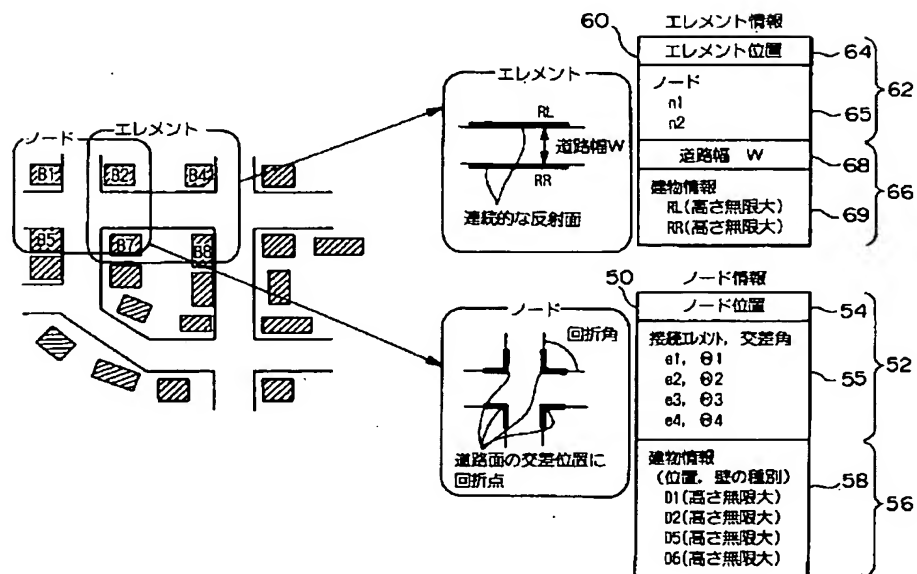 ノード
エレメント
B1
B2
B4
B5
B7
B8
エレメント
RL
道路幅W
RR
連続的な反射面
ノード
回折角
道路面の交差位置に
回折点
エレメント情報
60
エレメント位置
64
ノード
n1
n2
65
62
道路幅 W
68
建物情報
RL(高さ無限大)
RR(高さ無限大)
69
66
ノード情報
50
ノード位置
54
接続エレメント, 交差角
e1, Θ1
e2, Θ2
e3, Θ3
e4, Θ4
55
52
建物情報
(位置, 壁の種別)
D1(高さ無限大)
D2(高さ無限大)
D5(高さ無限大)
D6(高さ無限大)
58
56